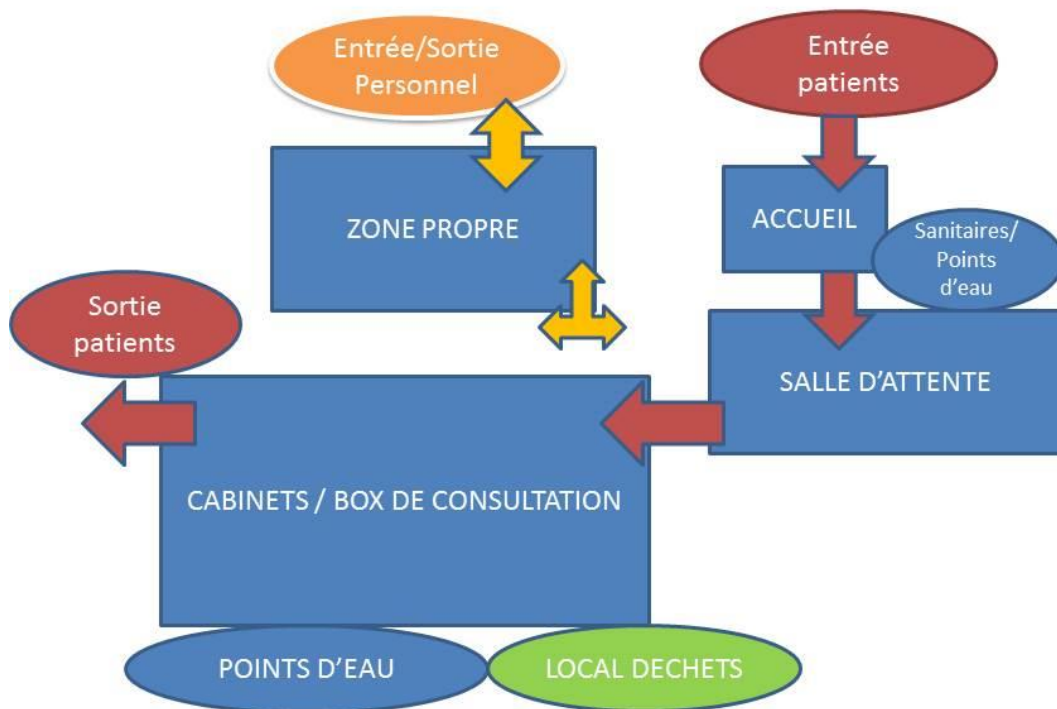 Entrée/Sortie
Personnel
Entrée
patients
ZONE PROPRE
ACCUEIL
Sanitaires/
Points
d'eau
Sortie
patients
SALLE D'ATTENTE
CABINETS / BOX DE CONSULTATION
POINTS D'EAU
LOCAL DECHETS